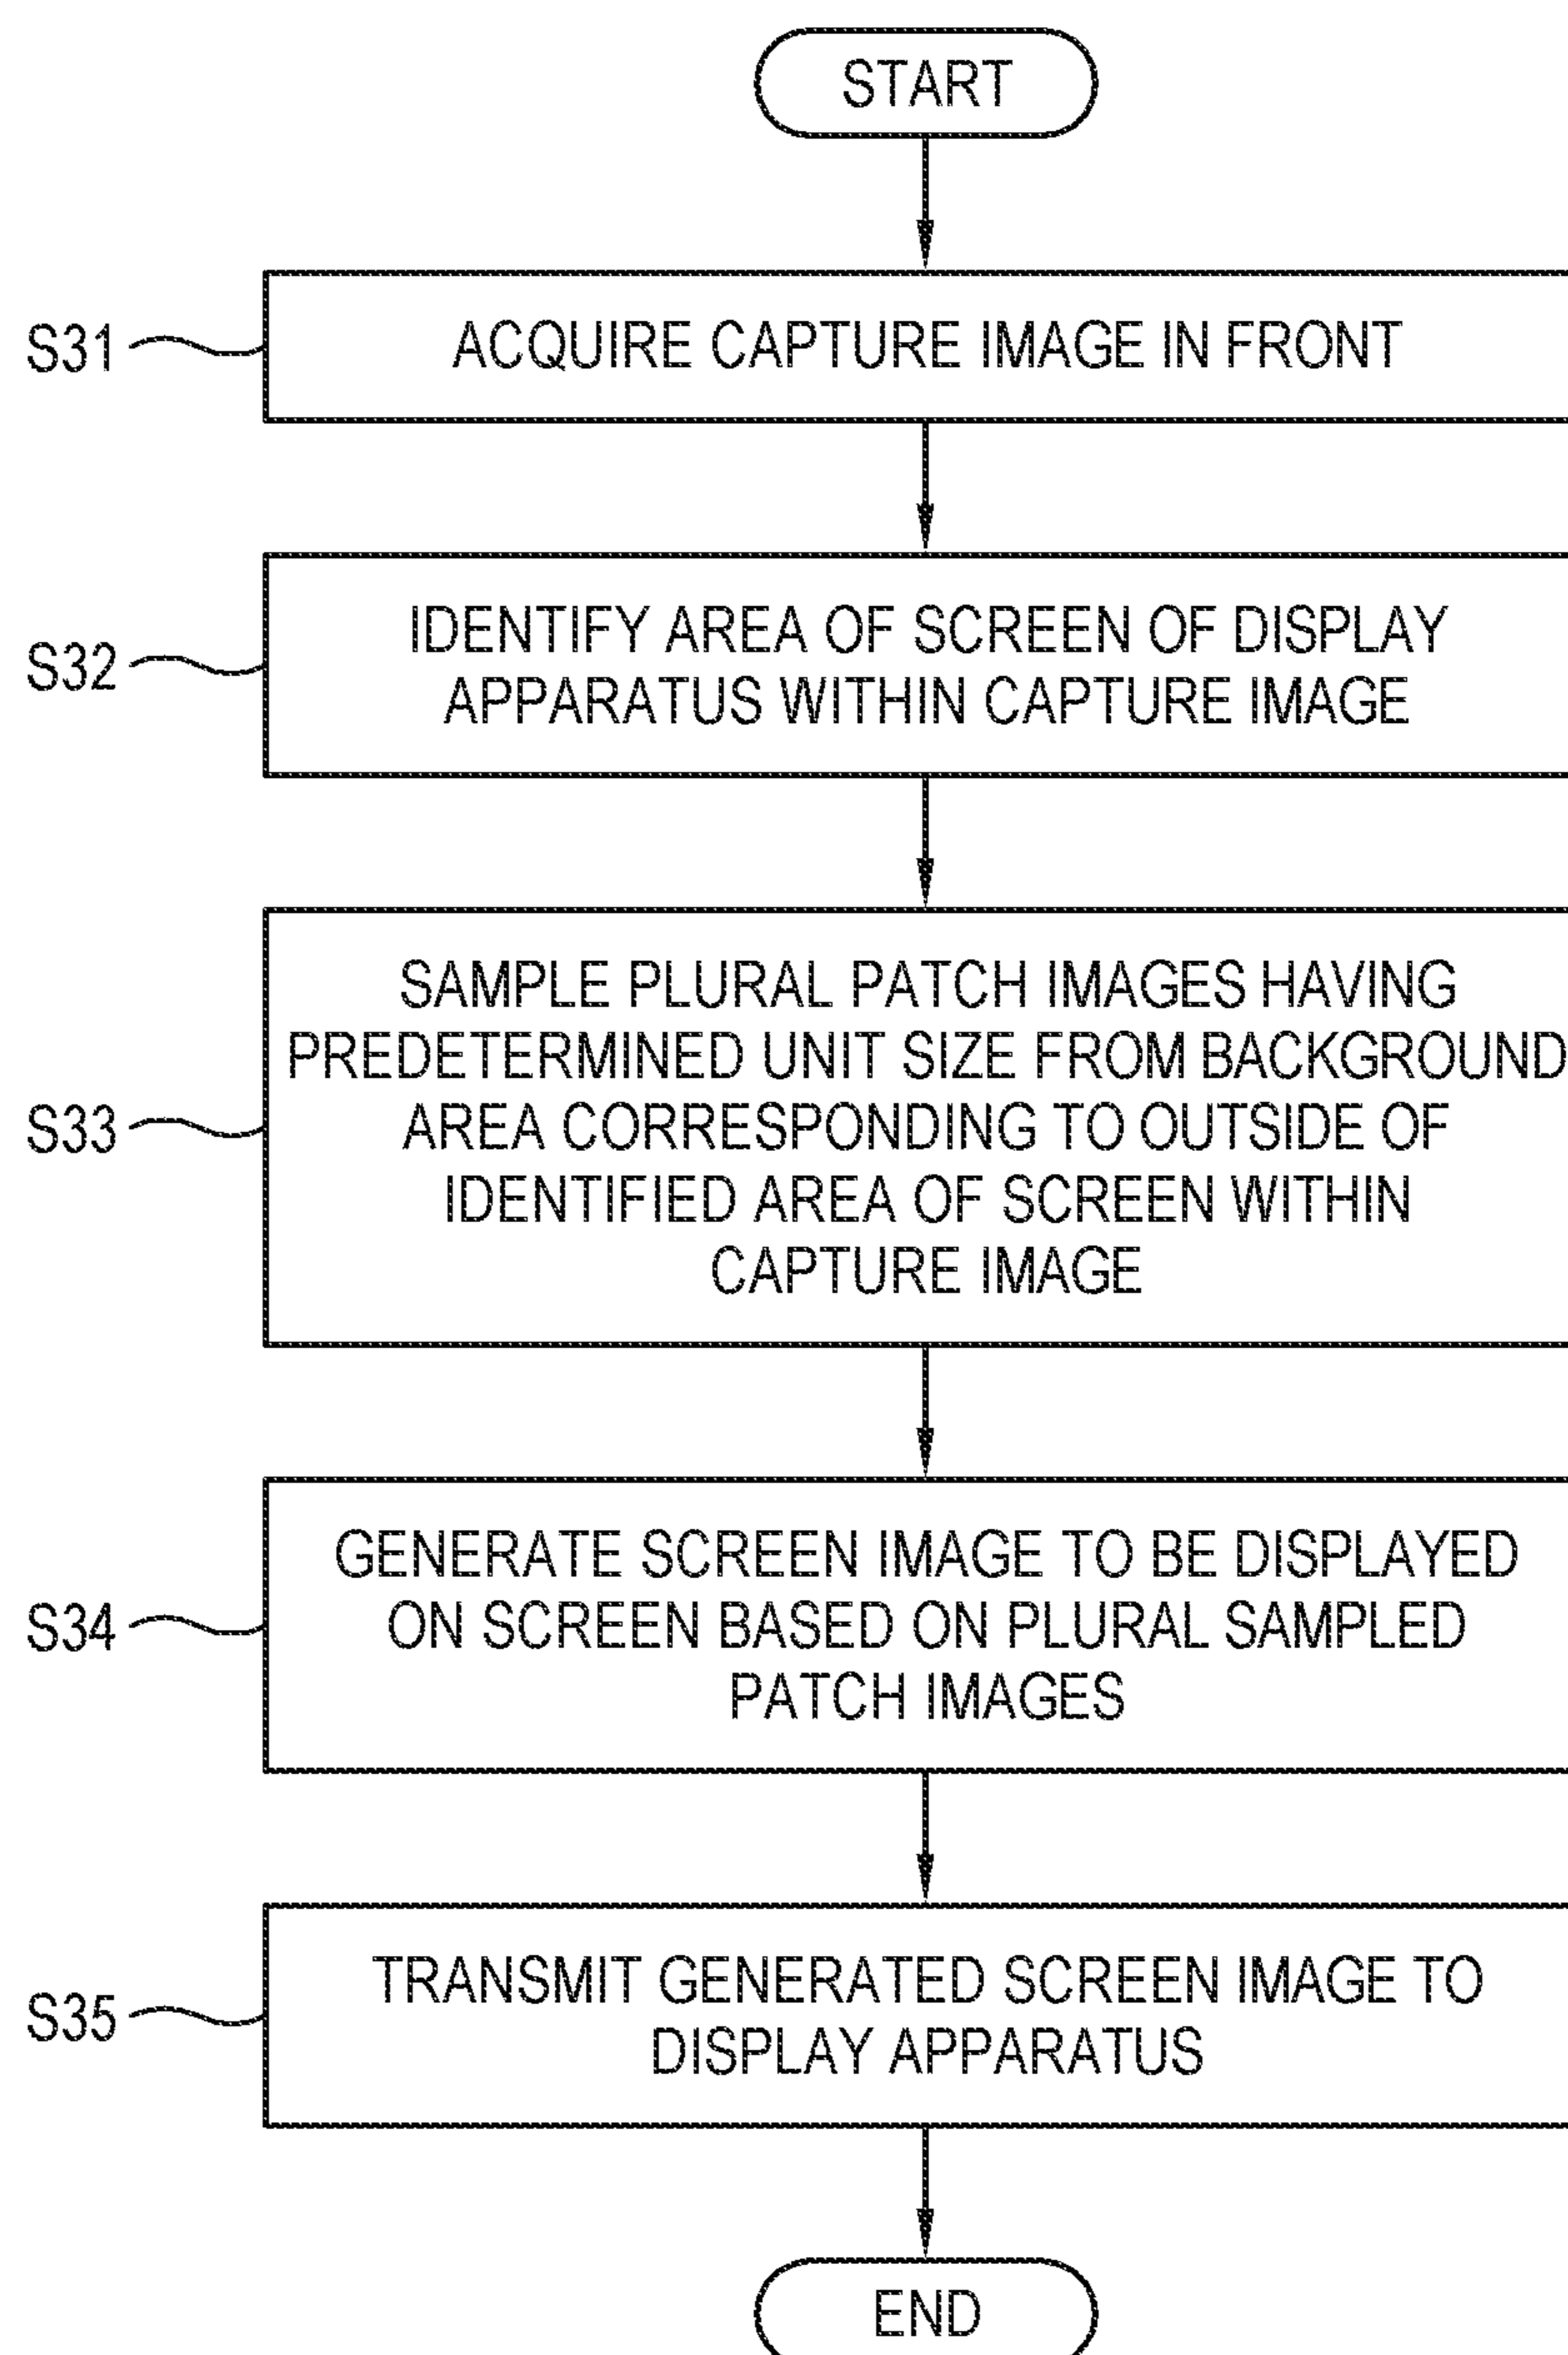 START
S31
ACQUIRE CAPTURE IMAGE IN FRONT
S32
IDENTIFY AREA OF SCREEN OF DISPLAY
APPARATUS WITHIN CAPTURE IMAGE
S33
SAMPLE PLURAL PATCH IMAGES HAVING
PREDETERMINED UNIT SIZE FROM BACKGROUND
AREA CORRESPONDING TO OUTSIDE OF
IDENTIFIED AREA OF SCREEN WITHIN
CAPTURE IMAGE
S34
GENERATE SCREEN IMAGE TO BE DISPLAYED
ON SCREEN BASED ON PLURAL SAMPLED
PATCH IMAGES
S35
TRANSMIT GENERATED SCREEN IMAGE TO
DISPLAY APPARATUS
END